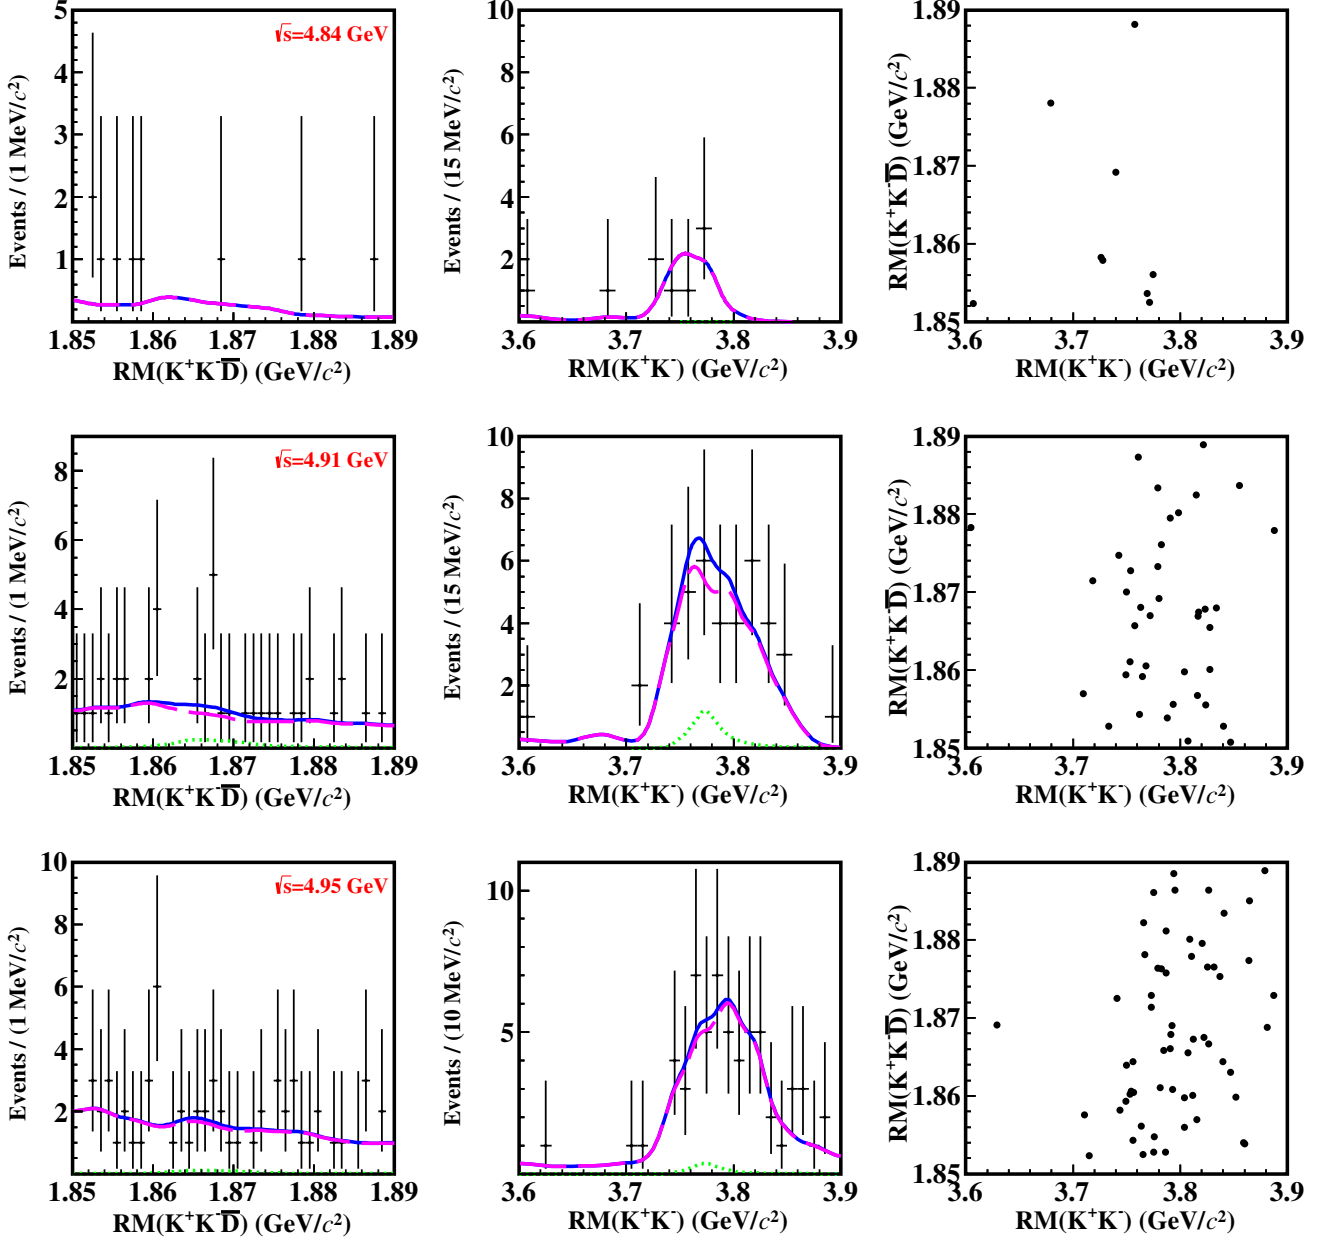 √s=4.84 GeV
Events / (1 MeV/c²)
5
4
3
2
1
1.85 1.86 1.87 1.88 1.89
RM(K⁺K⁻D̅) (GeV/c²)
Events / (15 MeV/c²)
10
8
6
4
2
0
3.6 3.7 3.8 3.9
RM(K⁺K⁻) (GeV/c²)
RM(K⁺K⁻D̅) (GeV/c²)
1.89
1.88
1.87
1.86
1.85
3.6 3.7 3.8 3.9
RM(K⁺K⁻) (GeV/c²)
√s=4.91 GeV
Events / (1 MeV/c²)
8
6
4
2
1.85 1.86 1.87 1.88 1.89
RM(K⁺K⁻D̅) (GeV/c²)
Events / (15 MeV/c²)
10
8
6
4
2
3.6 3.7 3.8 3.9
RM(K⁺K⁻) (GeV/c²)
RM(K⁺K⁻D̅) (GeV/c²)
1.89
1.88
1.87
1.86
1.85
3.6 3.7 3.8 3.9
RM(K⁺K⁻) (GeV/c²)
√s=4.95 GeV
Events / (1 MeV/c²)
10
8
6
4
2
1.85 1.86 1.87 1.88 1.89
RM(K⁺K⁻D̅) (GeV/c²)
Events / (10 MeV/c²)
10
5
3.6 3.7 3.8 3.9
RM(K⁺K⁻) (GeV/c²)
RM(K⁺K⁻D̅) (GeV/c²)
1.89
1.88
1.87
1.86
1.85
3.6 3.7 3.8 3.9
RM(K⁺K⁻) (GeV/c²)